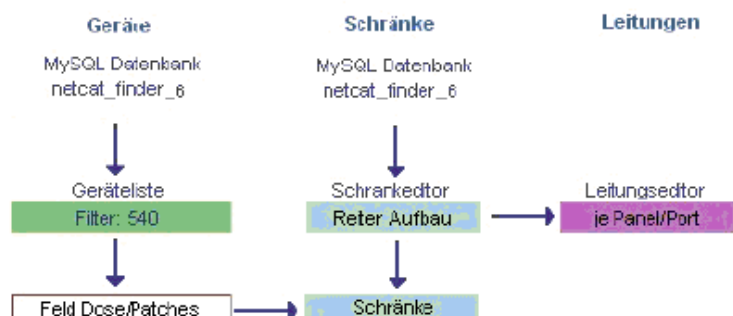 Geräte
MySQL Datenbank
netcat_finder_6
Geräteliste
Filter: 540
Feld Dose/Patches
Schränke
MySQL Datenbank
netcat_finder_6
Schrankedtor
Reter Aufbau
Schränke
Leitungen
Leitungsedtor
je Panel/Port